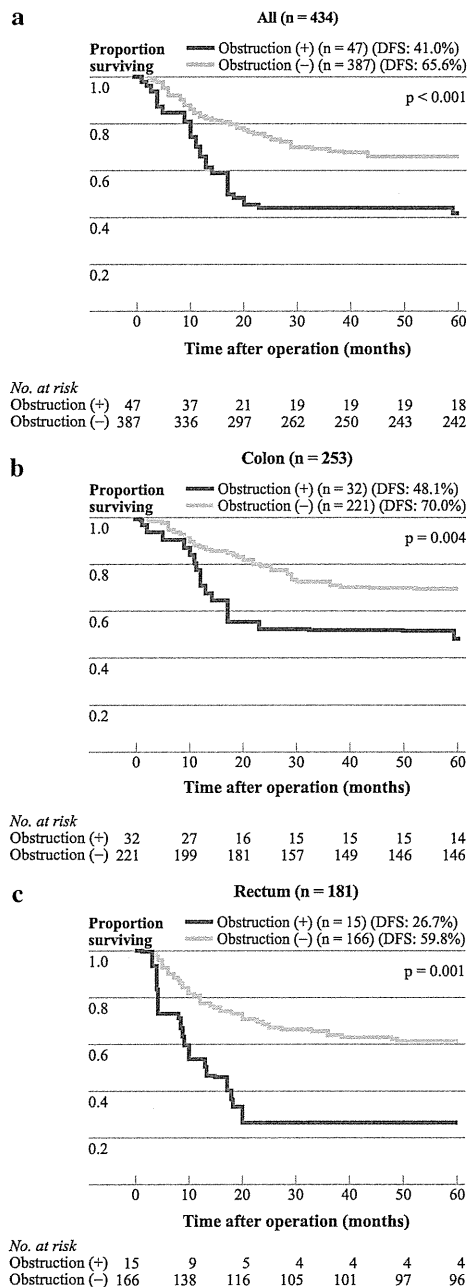 a
All (n = 434)
Proportion surviving
Obstruction (+) (n = 47) (DFS: 41.0%)
Obstruction (−) (n = 387) (DFS: 65.6%)
p < 0.001
1.0
0.8
0.6
0.4
0.2
0 10 20 30 40 50 60
Time after operation (months)
No. at risk
Obstruction (+) 47 37 21 19 19 19 18
Obstruction (−) 387 336 297 262 250 243 242
b
Colon (n = 253)
Proportion surviving
Obstruction (+) (n = 32) (DFS: 48.1%)
Obstruction (−) (n = 221) (DFS: 70.0%)
p = 0.004
1.0
0.8
0.6
0.4
0.2
0 10 20 30 40 50 60
Time after operation (months)
No. at risk
Obstruction (+) 32 27 16 15 15 15 14
Obstruction (−) 221 199 181 157 149 146 146
c
Rectum (n = 181)
Proportion surviving
Obstruction (+) (n = 15) (DFS: 26.7%)
Obstruction (−) (n = 166) (DFS: 59.8%)
p = 0.001
1.0
0.8
0.6
0.4
0.2
0 10 20 30 40 50 60
Time after operation (months)
No. at risk
Obstruction (+) 15 9 5 4 4 4 4
Obstruction (−) 166 138 116 105 101 97 96